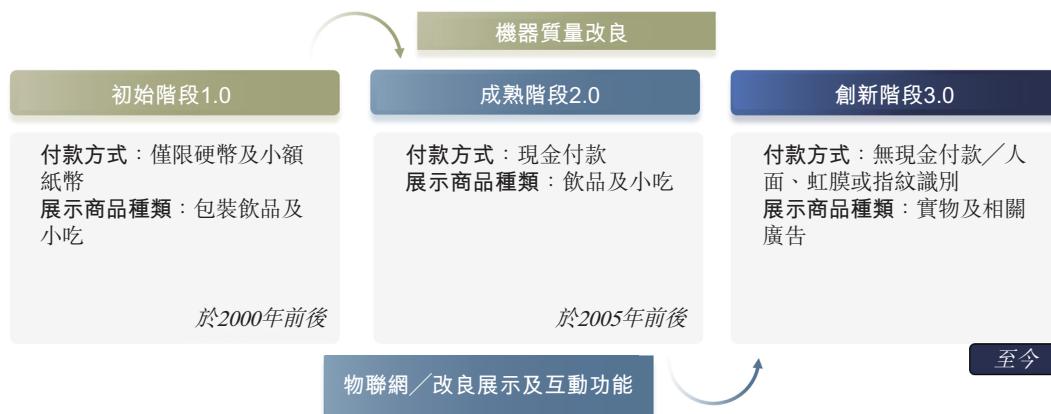 機器質量改良
初始階段1.0
成熟階段2.0
創新階段3.0
付款方式：僅限硬幣及小額
紙幣
展示商品種類：包裝飲品及
小吃
於2000年前後
付款方式：現金付款
展示商品種類：飲品及小吃
於2005年前後
付款方式：無現金付款╱人
面、虹膜或指紋識別
展示商品種類：實物及相關
廣告
至今
物聯網╱改良展示及互動功能